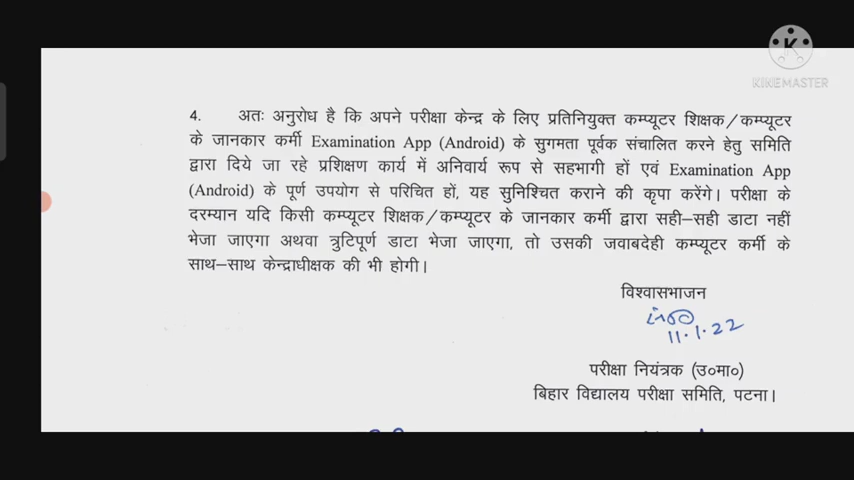 KINEMASTER
4. अतः अनुरोध है कि अपने परीक्षा केन्द्र के लिए प्रतिनियुक्त कम्प्यूटर शिक्षक/कम्प्यूटर
के जानकार कर्मी Examination App (Android) के सुगमता पूर्वक संचालित करने हेतु समिति
द्वारा दिये जा रहे प्रशिक्षण कार्य में अनिवार्य रूप से सहभागी हों एवं Examination App
(Android) के पूर्ण उपयोग से परिचित हों, यह सुनिश्चित कराने की कृपा करेंगे। परीक्षा के
दरम्यान यदि किसी कम्प्यूटर शिक्षक/कम्प्यूटर के जानकार कर्मी द्वारा सही–सही डाटा नहीं
भेजा जाएगा अथवा त्रुटिपूर्ण डाटा भेजा जाएगा, तो उसकी जवाबदेही कम्प्यूटर कर्मी के
साथ–साथ केन्द्राधीक्षक की भी होगी।
विश्वासभाजन
11.1.22
परीक्षा नियंत्रक (उ०मा०)
बिहार विद्यालय परीक्षा समिति, पटना।